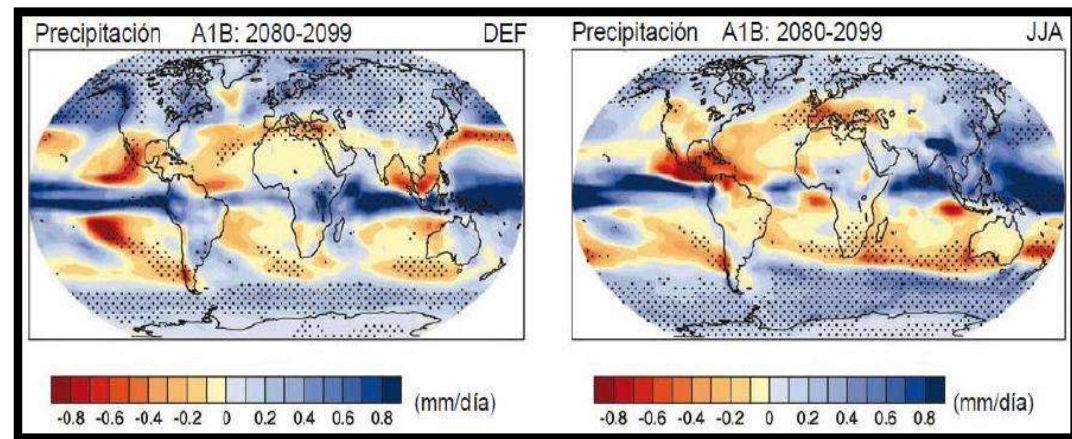 Precipitación A1B: 2080-2099 DEF
Precipitación A1B: 2080-2099 JJA
-0.8 -0.6 -0.4 -0.2 0 0.2 0.4 0.6 0.8 (mm/día)
-0.8 -0.6 -0.4 -0.2 0 0.2 0.4 0.6 0.8 (mm/día)